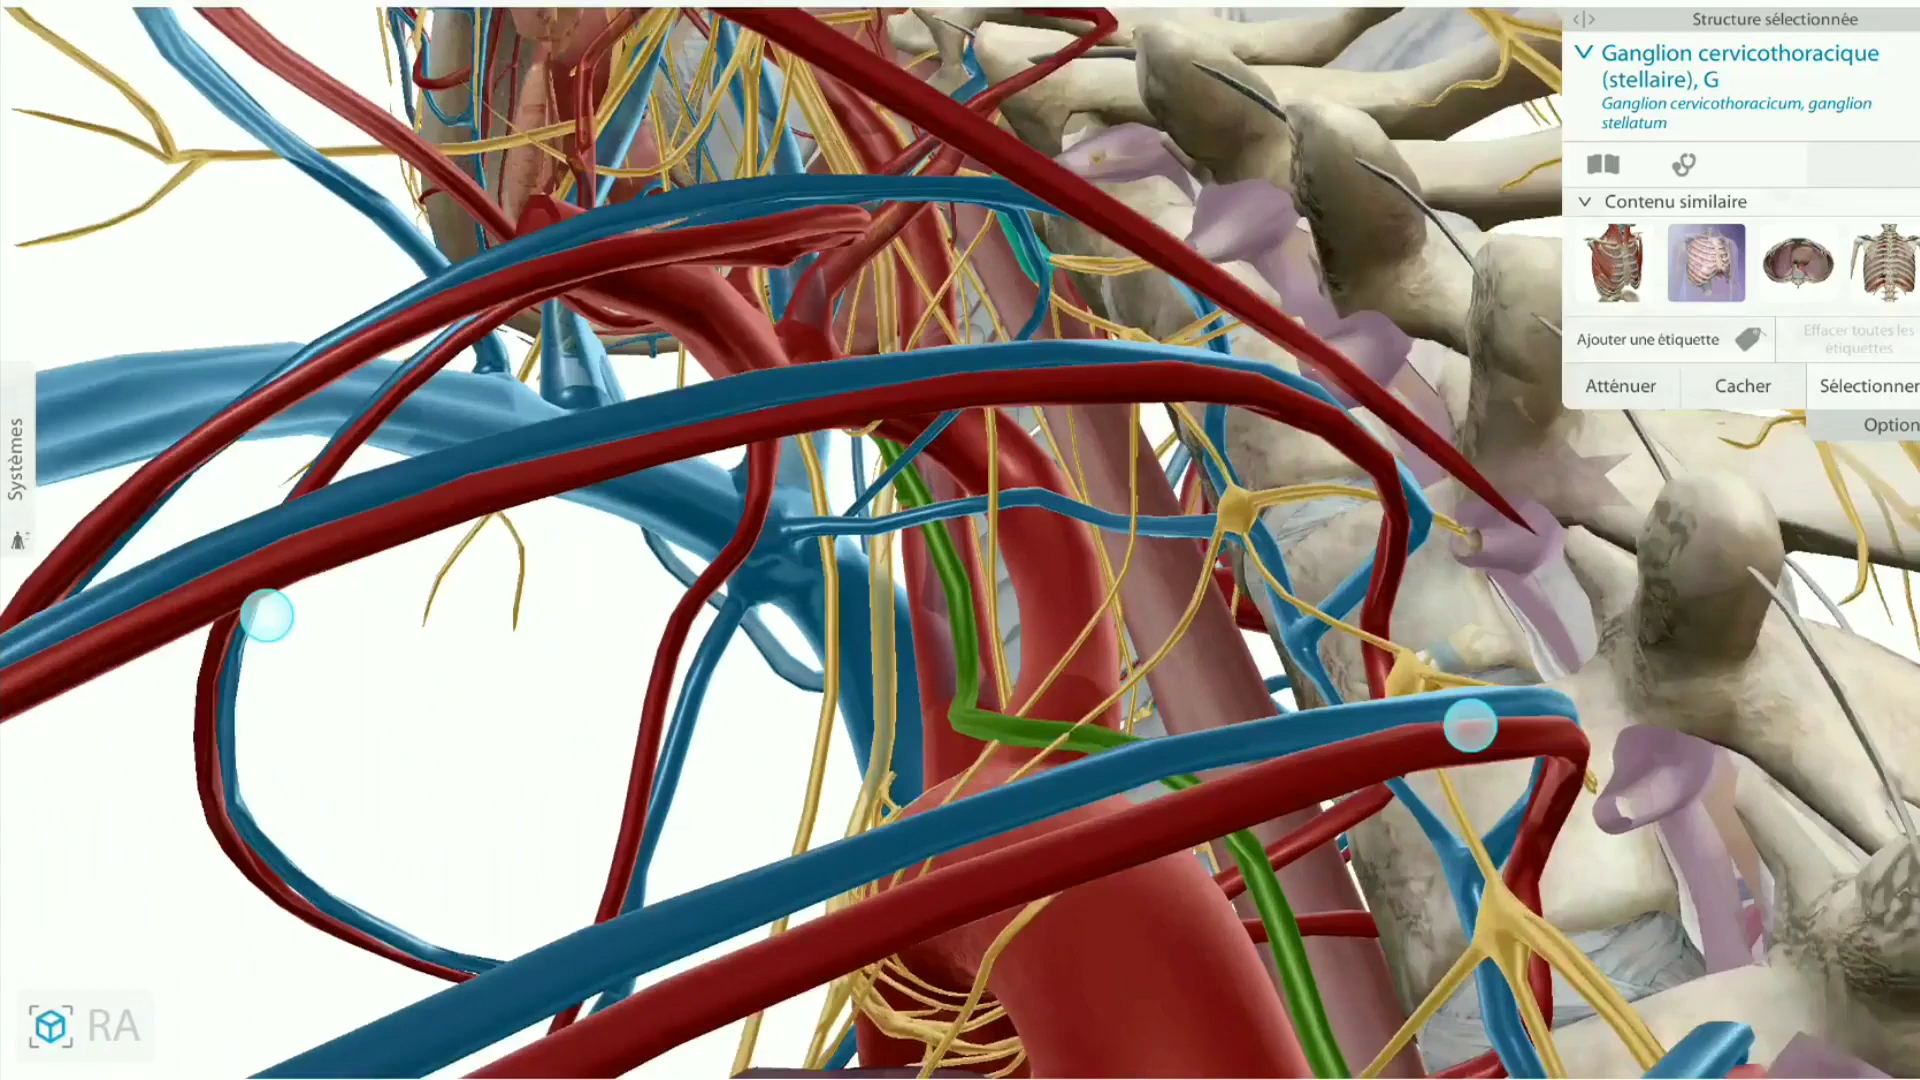 Structure sélectionnée
Ganglion cervicothoracique
(stellaire), G
Ganglion cervicothoracicum, ganglion
stellatum
Contenu similaire
Ajouter une étiquette
Effacer toutes les
étiquettes
Atténuer
Cacher
Sélectionner
Option
Systèmes
RA